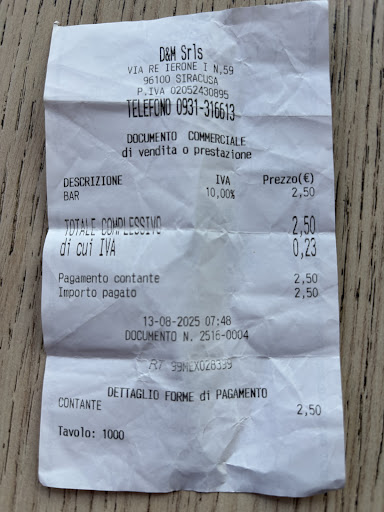 D&M Srls
VIA RE IERONE I N.59
96100 SIRACUSA
P.IVA 02052430895
TELEFONO 0931-316613
DOCUMENTO COMMERCIALE
di vendita o prestazione
DESCRIZIONE IVA Prezzo(€)
BAR 10,00% 2,50
TOTALE COMPLESSIVO 2,50
di cui IVA 0,23
Pagamento contante 2,50
Importo pagato 2,50
13-08-2025 07:48
DOCUMENTO N. 2516-0004
RT 99MEX028339
DETTAGLIO FORME di PAGAMENTO
CONTANTE 2,50
Tavolo: 1000